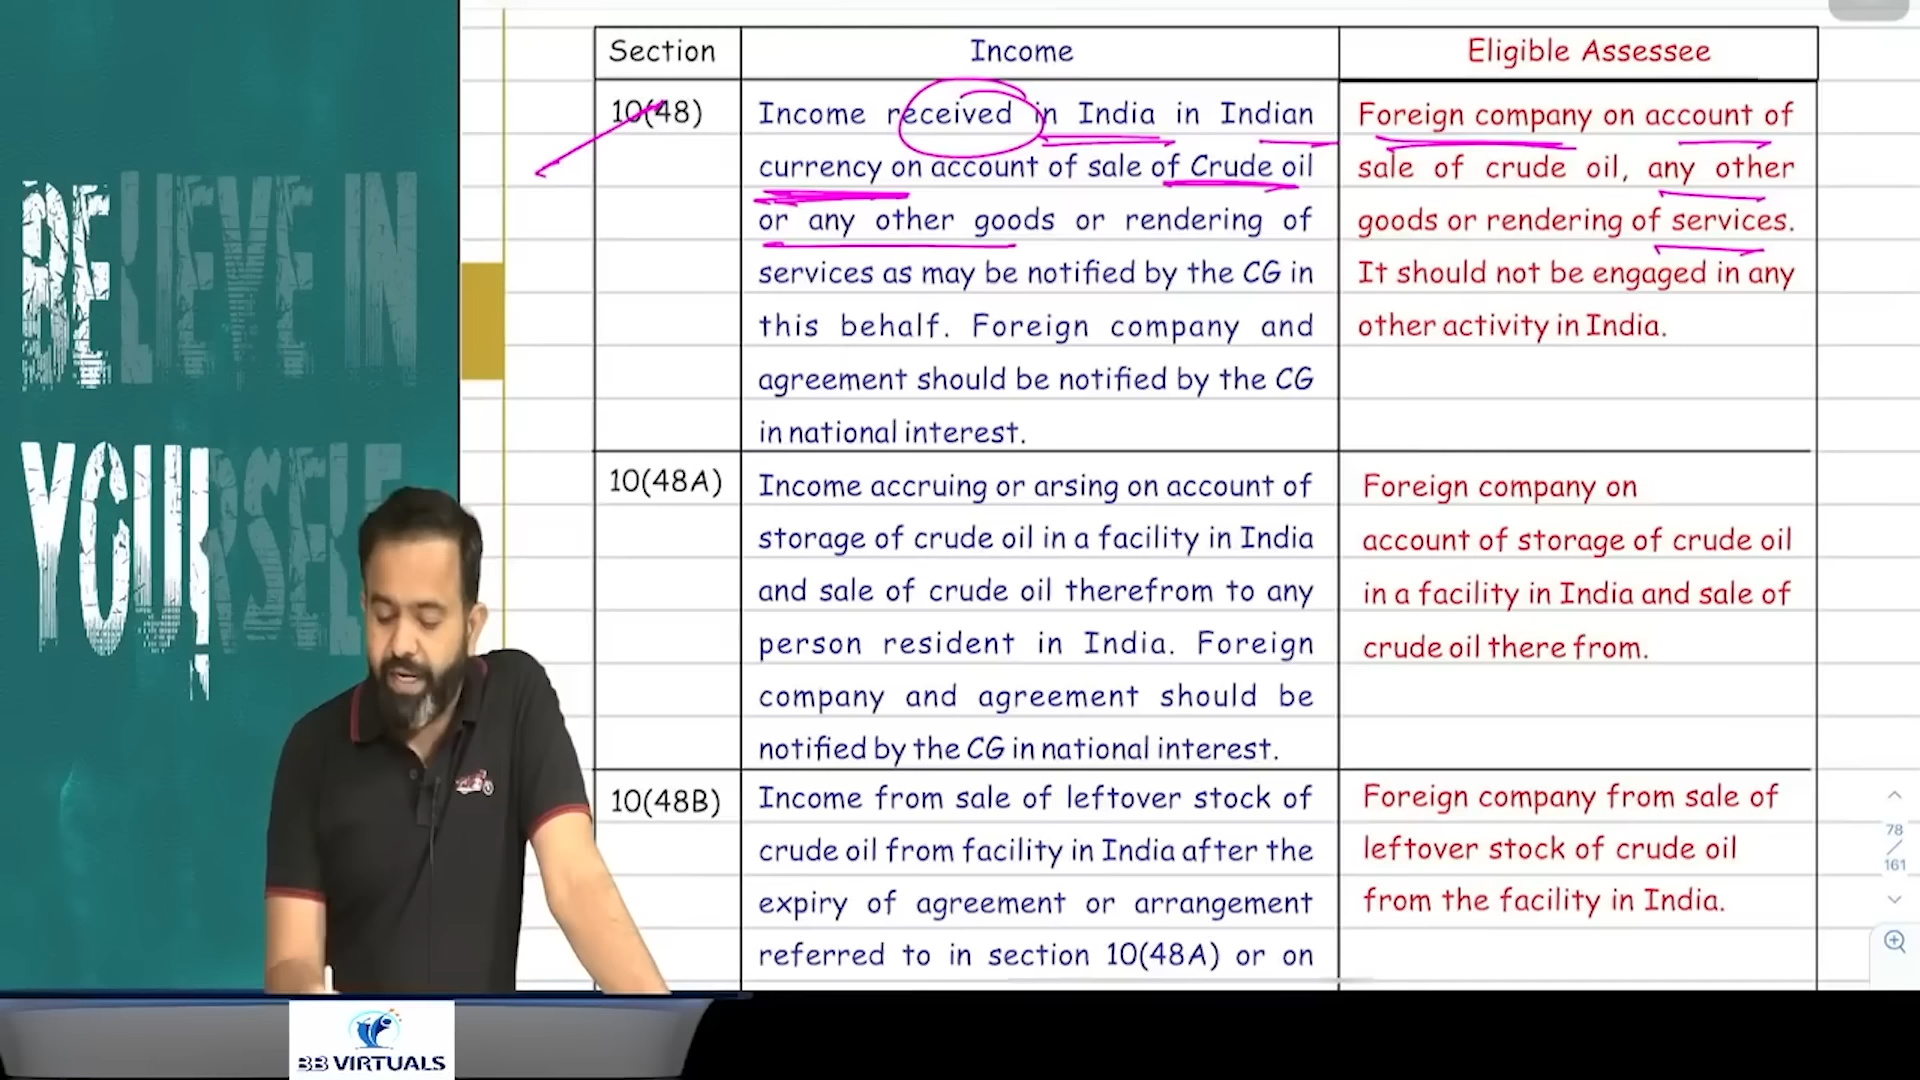 BELIEVE IN
YOURSELF
Section
Income
Eligible Assessee
10(48)
Income received in India in Indian
currency on account of sale of Crude oil
or any other goods or rendering of
services as may be notified by the CG in
this behalf. Foreign company and
agreement should be notified by the CG
in national interest.
Foreign company on account of
sale of crude oil, any other
goods or rendering of services.
It should not be engaged in any
other activity in India.
10(48A)
Income accruing or arsing on account of
storage of crude oil in a facility in India
and sale of crude oil therefrom to any
person resident in India. Foreign
company and agreement should be
notified by the CG in national interest.
Foreign company on
account of storage of crude oil
in a facility in India and sale of
crude oil there from.
10(48B)
Income from sale of leftover stock of
crude oil from facility in India after the
expiry of agreement or arrangement
referred to in section 10(48A) or on
Foreign company from sale of
leftover stock of crude oil
from the facility in India.
78
/
161
BB VIRTUALS